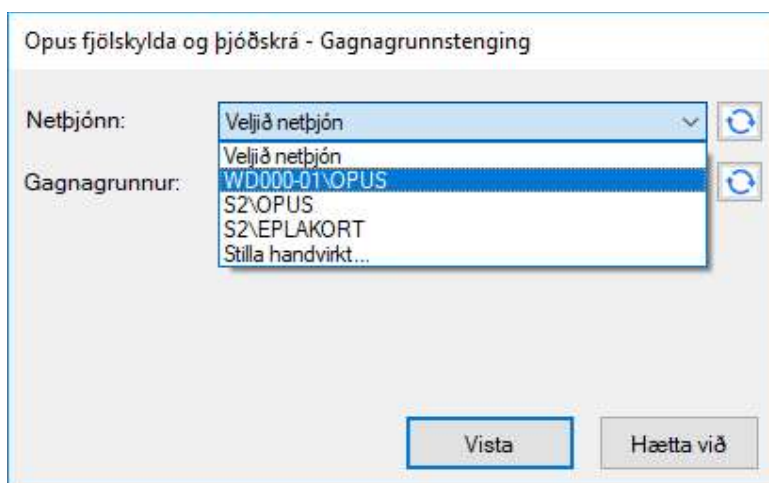 Opus fjölskylda og þjóðskrá - Gagnagrunnstenging
Netþjónn:
Veljið netþjón
Veljið netþjón
Gagnagrunnur:
WD000-01\OPUS
S2\OPUS
S2\EPLAKORT
Stilla handvirkt...
Vista
Hætta við